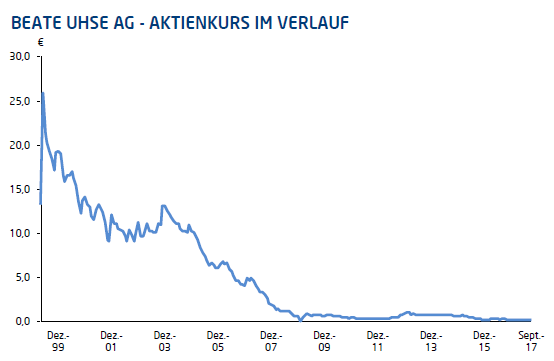 BEATE UHSE AG - AKTIENKURS IM VERLAUF
€
30,0
25,0
20,0
15,0
10,0
5,0
0,0
Dez.- Dez.- Dez.- Dez.- Dez.- Dez.- Dez.- Dez.- Dez.- Sept.-
99 01 03 05 07 09 11 13 15 17